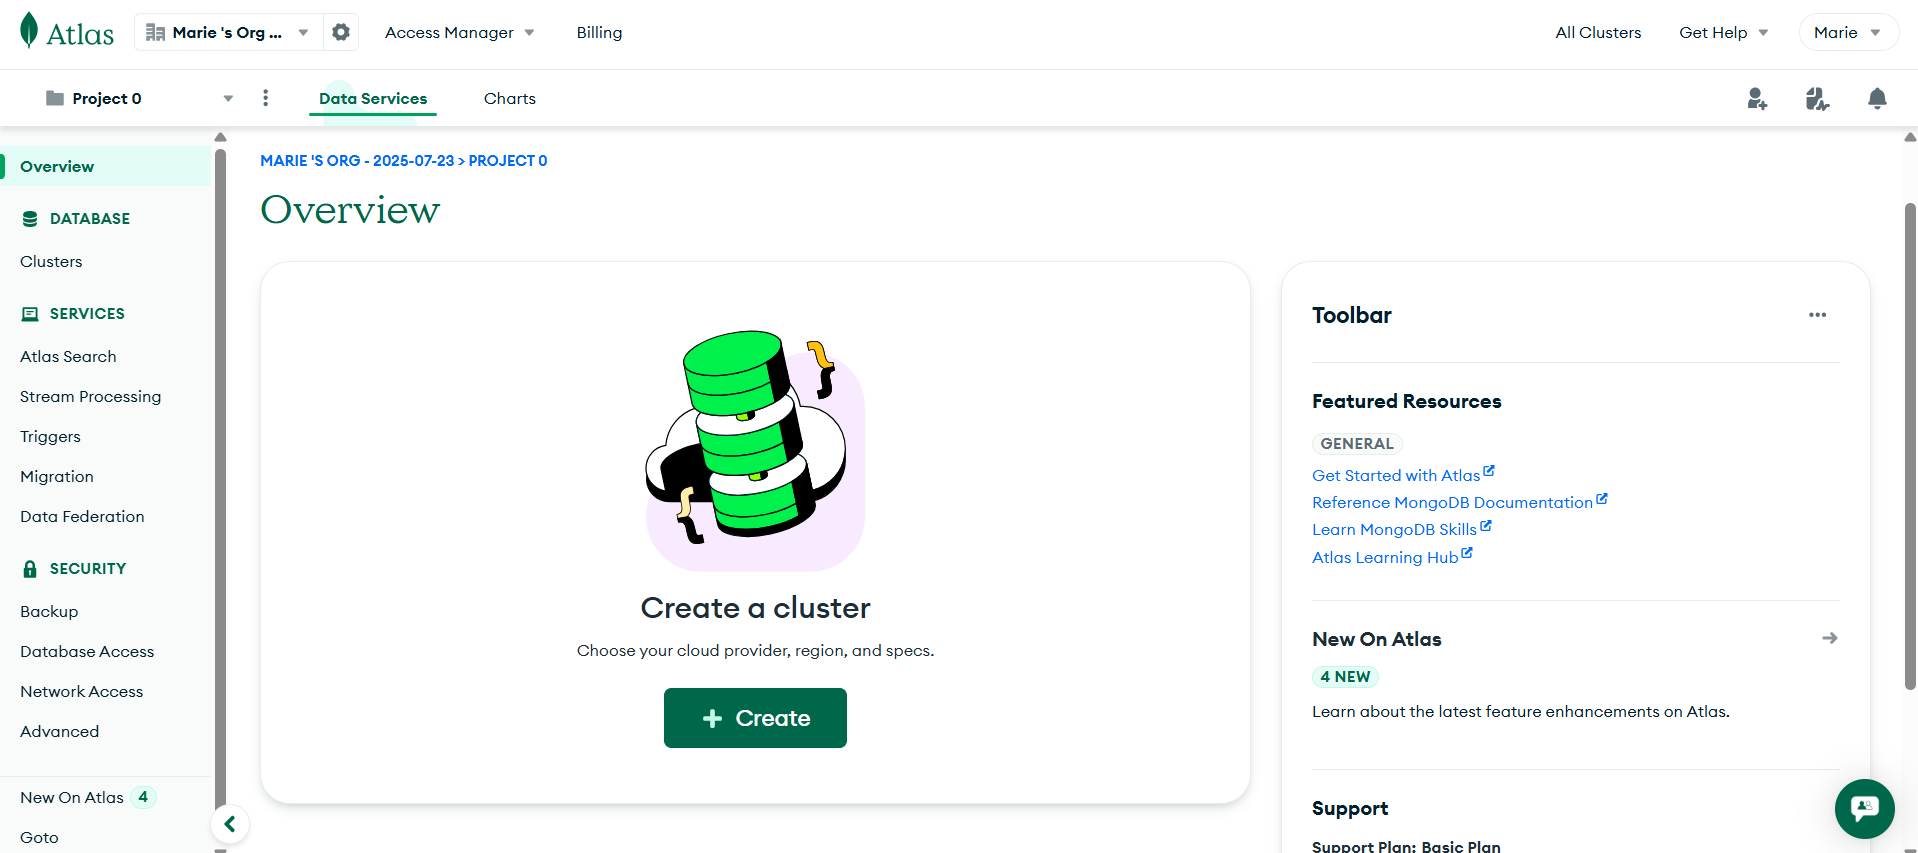 Atlas
Marie 's Org ...
Access Manager
Billing
All Clusters
Get Help
Marie
Project 0
Data Services
Charts
Overview
DATABASE
Clusters
SERVICES
Atlas Search
Stream Processing
Triggers
Migration
Data Federation
SECURITY
Backup
Database Access
Network Access
Advanced
New On Atlas 4
Goto
MARIE 'S ORG - 2025-07-23 > PROJECT 0
Overview
Create a cluster
Choose your cloud provider, region, and specs.
+ Create
Toolbar
Featured Resources
GENERAL
Get Started with Atlas
Reference MongoDB Documentation
Learn MongoDB Skills
Atlas Learning Hub
New On Atlas
4 NEW
Learn about the latest feature enhancements on Atlas.
Support
Support Plan: Basic Plan